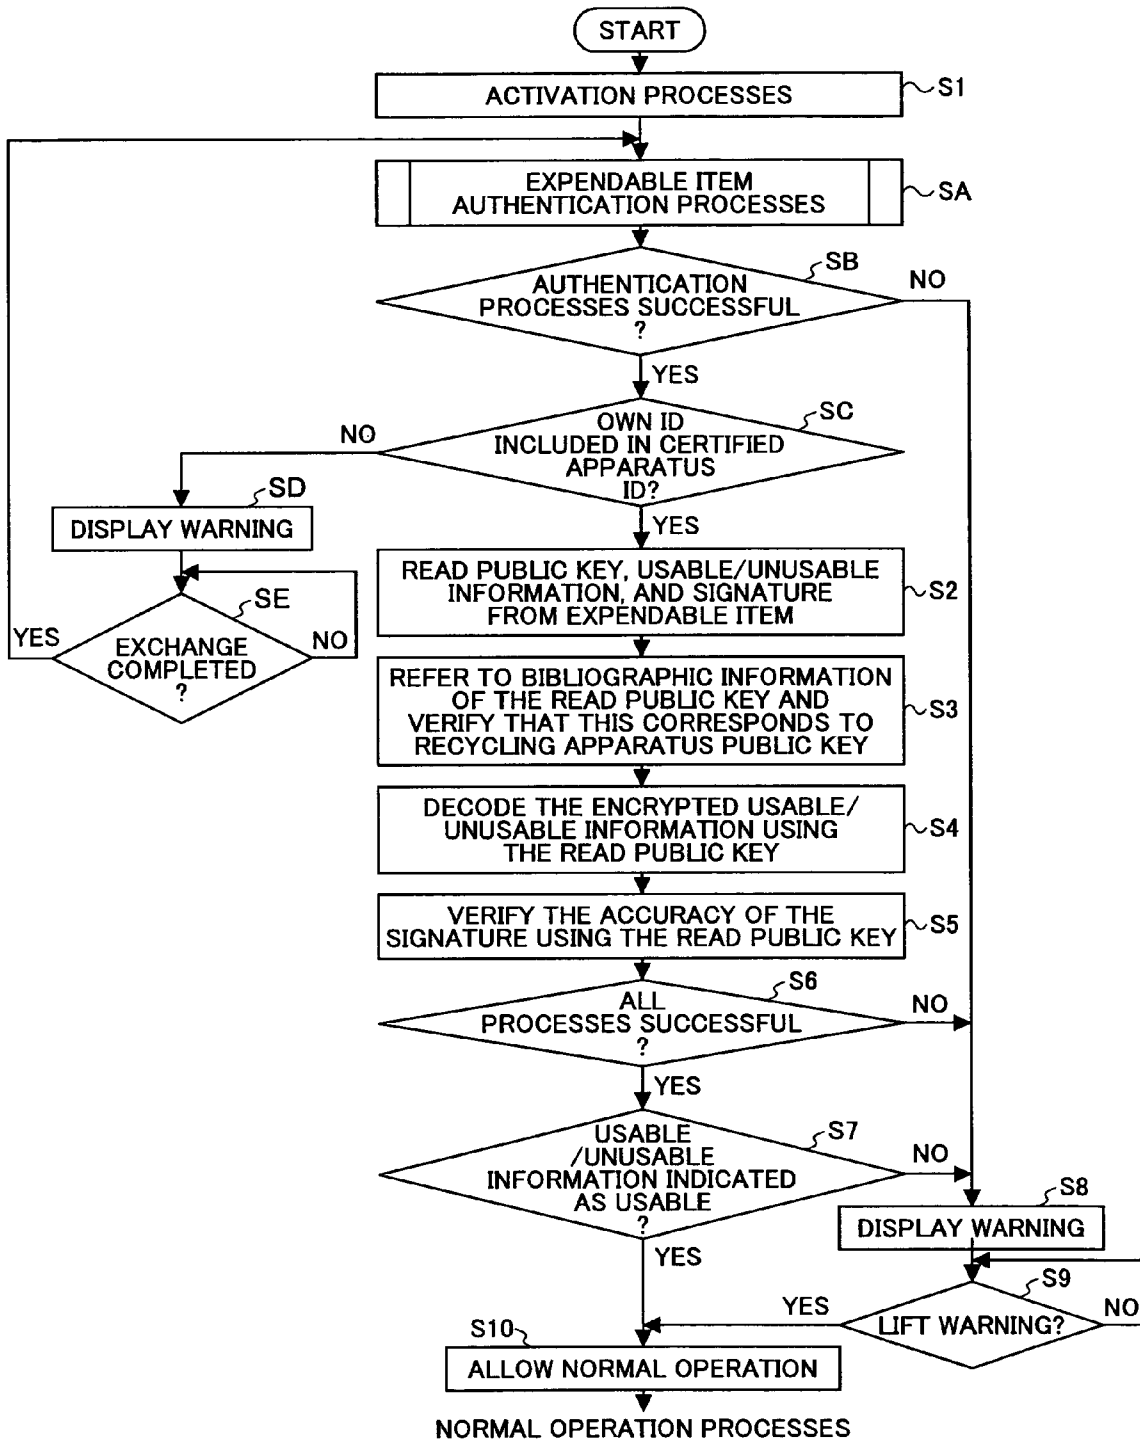 START
ACTIVATION PROCESSES
S1
EXPENDABLE ITEM
AUTHENTICATION PROCESSES
SA
SB
NO
AUTHENTICATION
PROCESSES SUCCESSFUL
?
YES
SC
NO
OWN ID
INCLUDED IN CERTIFIED
APPARATUS
ID?
SD
YES
DISPLAY WARNING
READ PUBLIC KEY, USABLE/UNUSABLE
INFORMATION, AND SIGNATURE
FROM EXPENDABLE ITEM
S2
SE
YES
NO
EXCHANGE
COMPLETED
?
REFER TO BIBLIOGRAPHIC INFORMATION
OF THE READ PUBLIC KEY AND
VERIFY THAT THIS CORRESPONDS TO
RECYCLING APPARATUS PUBLIC KEY
S3
DECODE THE ENCRYPTED USABLE/
UNUSABLE INFORMATION USING
THE READ PUBLIC KEY
S4
VERIFY THE ACCURACY OF THE
SIGNATURE USING THE READ PUBLIC KEY
S5
S6
NO
ALL
PROCESSES SUCCESSFUL
?
YES
S7
NO
USABLE
/UNUSABLE
INFORMATION INDICATED
AS USABLE
?
YES
S8
DISPLAY WARNING
S9
YES
NO
LIFT WARNING?
S10
ALLOW NORMAL OPERATION
NORMAL OPERATION PROCESSES